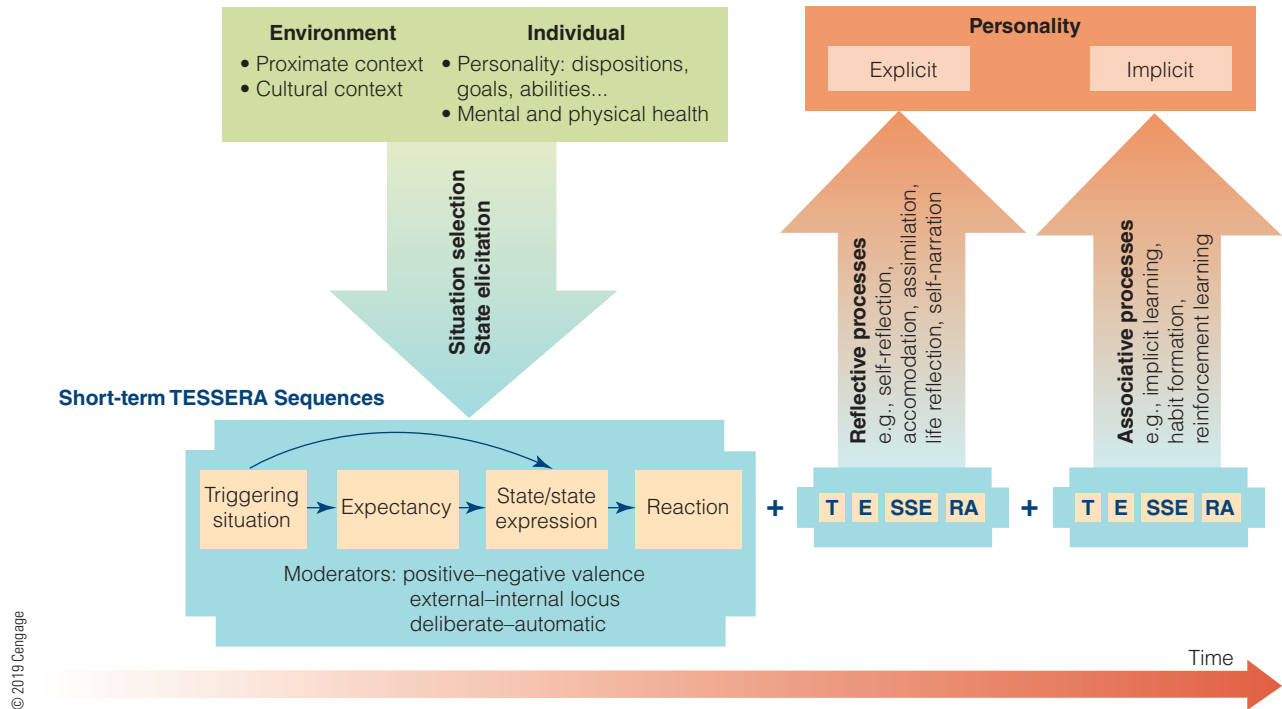 Environment
• Proximate context
• Cultural context
Individual
• Personality: dispositions,
goals, abilities...
• Mental and physical health
Personality
Explicit
Implicit
Situation selection
State elicitation
Reflective processes
e.g., self-reflection,
accomodation, assimilation,
life reflection, self-narration
Associative processes
e.g., implicit learning,
habit formation,
reinforcement learning
Short-term TESSERA Sequences
Triggering
situation
Expectancy
State/state
expression
Reaction
Moderators: positive–negative valence
external–internal locus
deliberate–automatic
+
T E SSE RA
+
T E SSE RA
Time
© 2019 Cengage